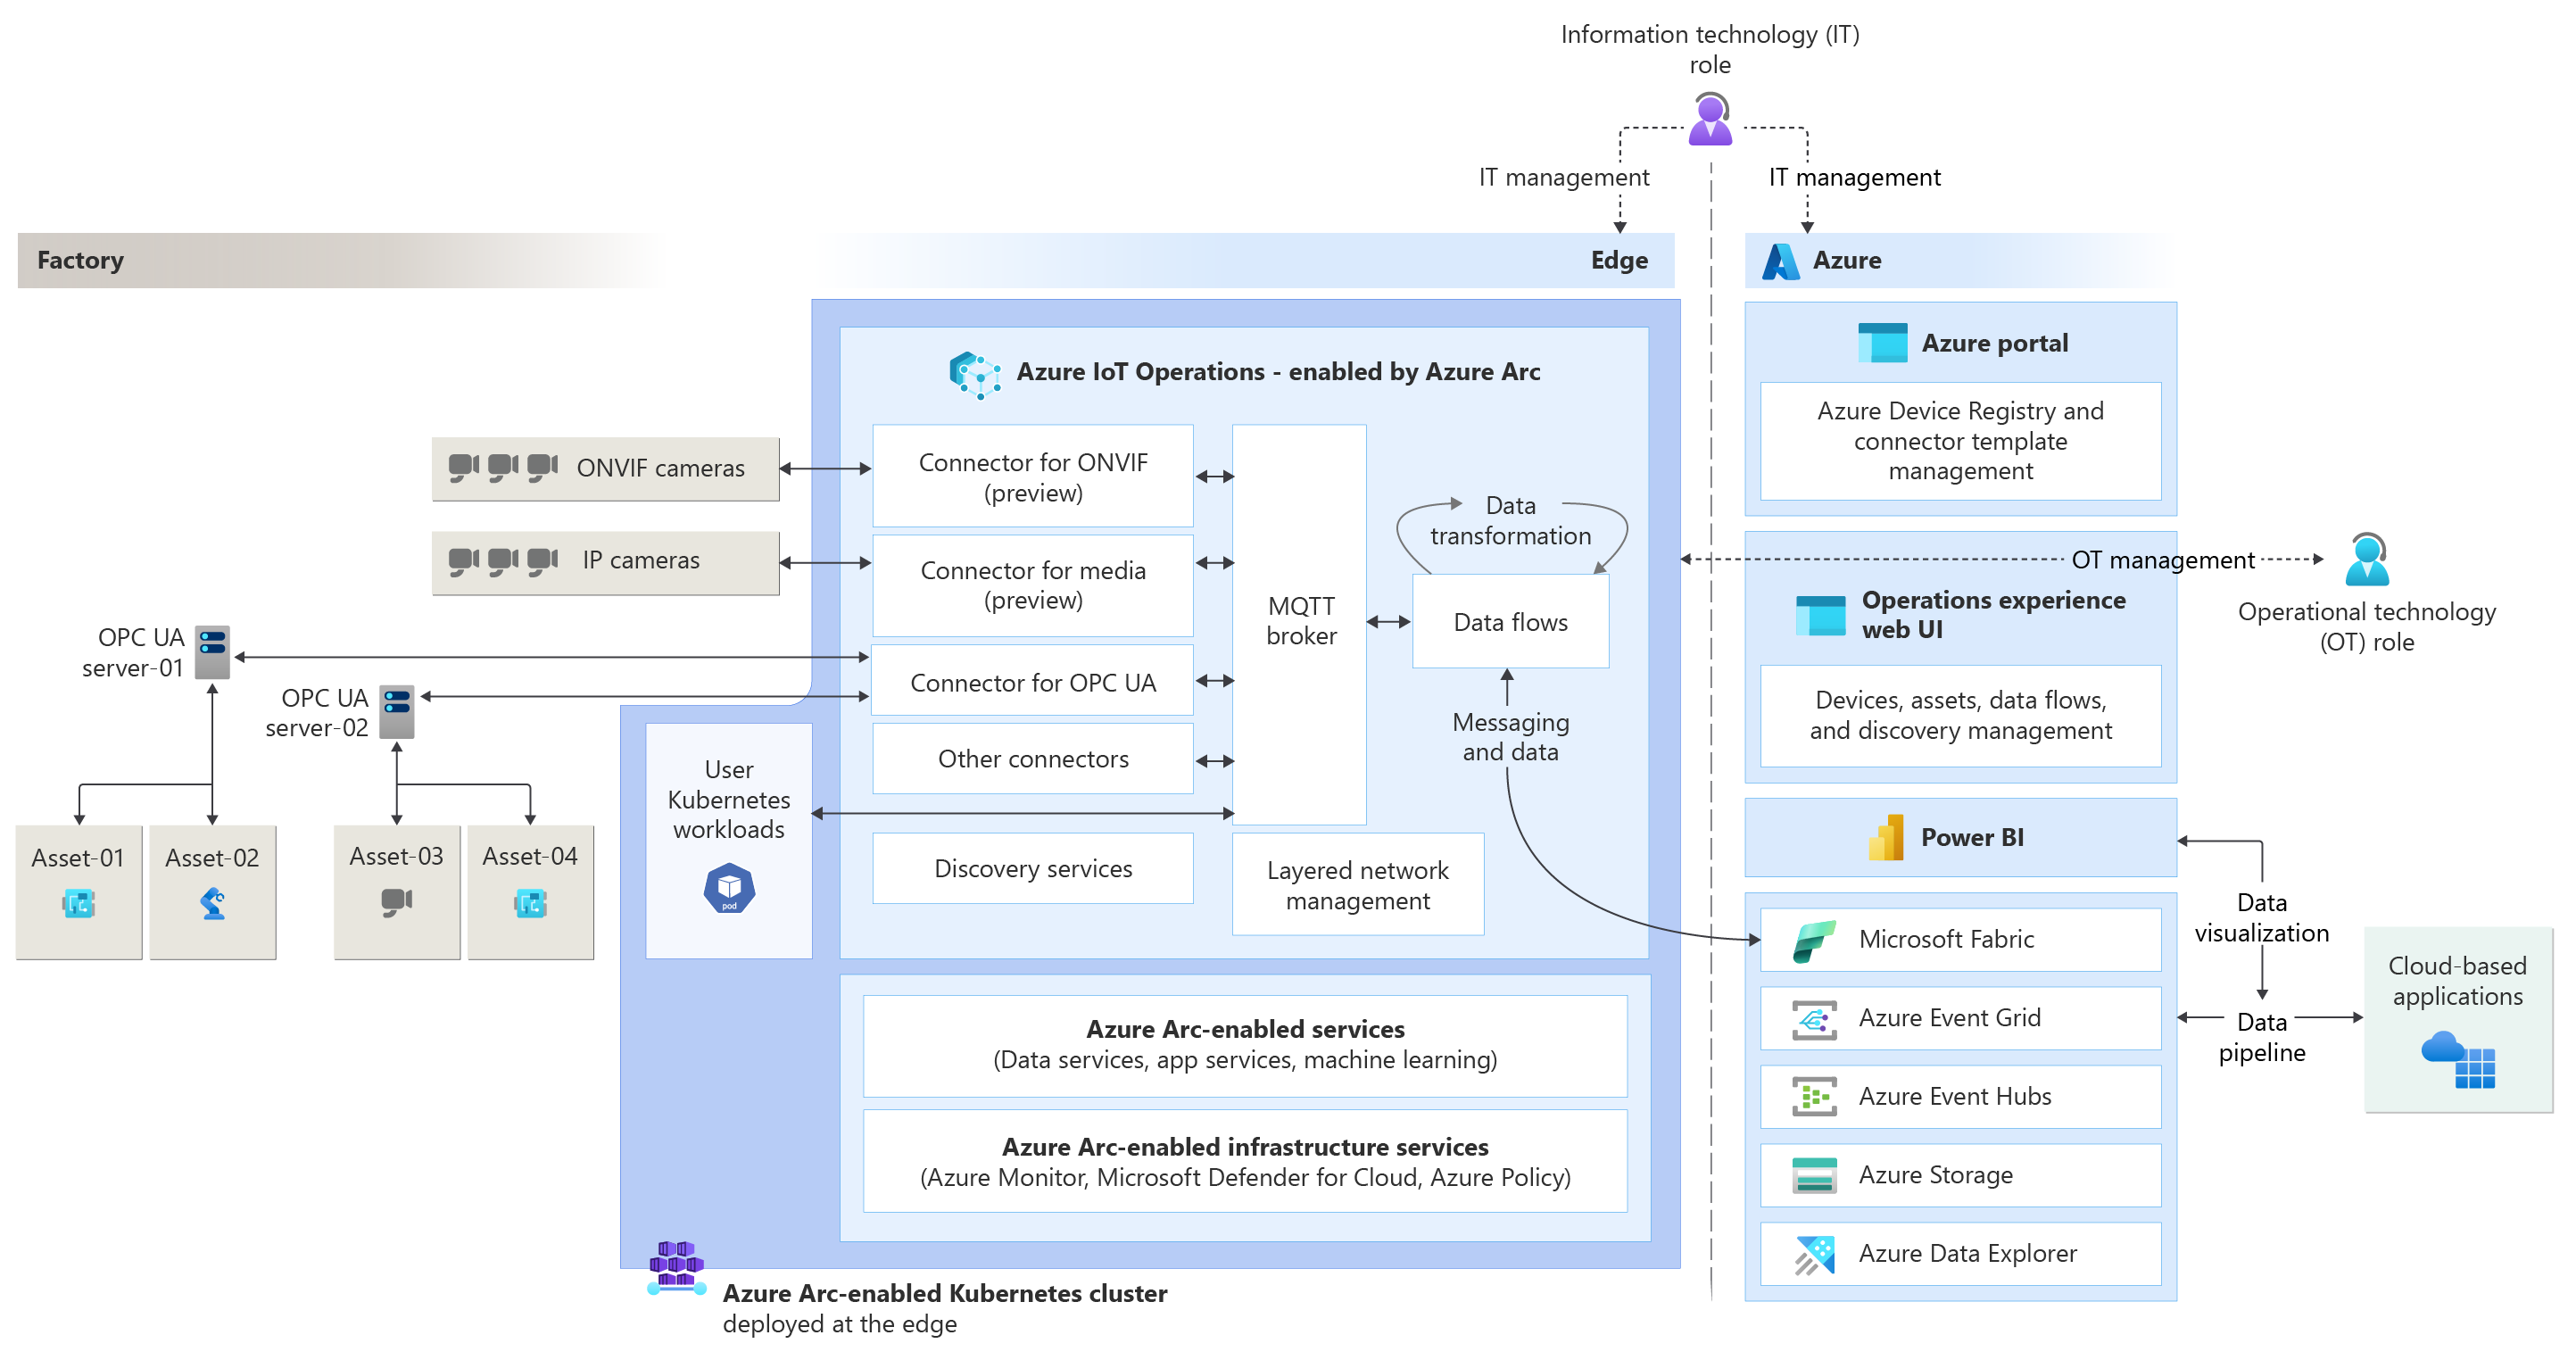 Information technology (IT)
role
IT management
IT management
Factory
Edge
Azure
Azure IoT Operations - enabled by Azure Arc
ONVIF cameras
IP cameras
OPC UA
server-01
OPC UA
server-02
Asset-01
Asset-02
Asset-03
Asset-04
Connector for ONVIF
(preview)
Connector for media
(preview)
Connector for OPC UA
Other connectors
User
Kubernetes
workloads
pod
Discovery services
MQTT
broker
Layered network
management
Data
transformation
Data flows
Messaging
and data
Azure Arc-enabled services
(Data services, app services, machine learning)
Azure Arc-enabled infrastructure services
(Azure Monitor, Microsoft Defender for Cloud, Azure Policy)
Azure Arc-enabled Kubernetes cluster
deployed at the edge
Azure portal
Azure Device Registry and
connector template
management
OT management
Operational technology
(OT) role
Operations experience
web UI
Devices, assets, data flows,
and discovery management
Power BI
Microsoft Fabric
Azure Event Grid
Azure Event Hubs
Azure Storage
Azure Data Explorer
Data
visualization
Data
pipeline
Cloud-based
applications